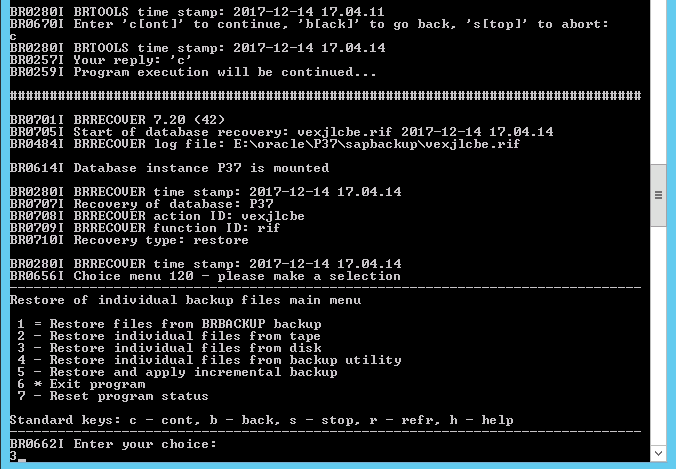 BR0280I BRTOOLS time stamp: 2017-12-14 17.04.11
BR0670I Enter 'c[ont]' to continue, 'b[ack]' to go back, 's[top]' to abort:
c
BR0280I BRTOOLS time stamp: 2017-12-14 17.04.14
BR0257I Your reply: 'c'
BR0259I Program execution will be continued...
################################################################################
BR0701I BRRECOVER 7.20 (42)
BR0705I Start of database recovery: vexjlcbe.rif 2017-12-14 17.04.14
BR0484I BRRECOVER log file: E:\oracle\P37\sapbackup\vexjlcbe.rif
BR0614I Database instance P37 is mounted
BR0280I BRRECOVER time stamp: 2017-12-14 17.04.14
BR0707I Recovery of database: P37
BR0708I BRRECOVER action ID: vexjlcbe
BR0709I BRRECOVER function ID: rif
BR0710I Recovery type: restore
BR0280I BRRECOVER time stamp: 2017-12-14 17.04.14
BR0656I Choice menu 120 - please make a selection
-------------------------------------------------------------------------------
Restore of individual backup files main menu
1 = Restore files from BRBACKUP backup
2 - Restore individual files from tape
3 - Restore individual files from disk
4 - Restore individual files from backup utility
5 - Restore and apply incremental backup
6 * Exit program
7 - Reset program status
Standard keys: c - cont, b - back, s - stop, r - refr, h - help
-------------------------------------------------------------------------------
BR0662I Enter your choice:
3_